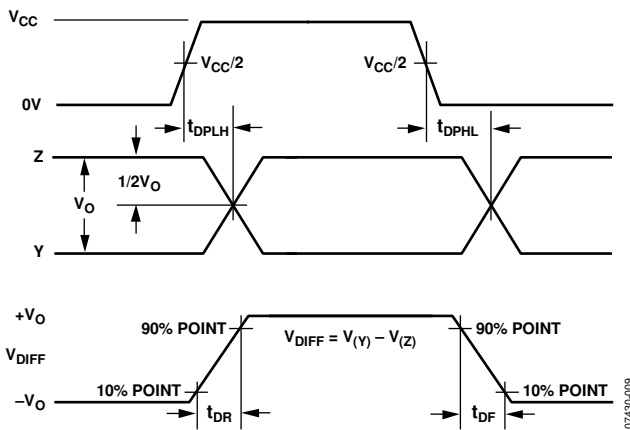 VCC
VCC/2
VCC/2
0V
tDPLH
tDPHL
Z
1/2VO
VO
Y
+VO
90% POINT
VDIFF = V(Y) – V(Z)
90% POINT
VDIFF
10% POINT
10% POINT
–VO
tDR
tDF
07430-009